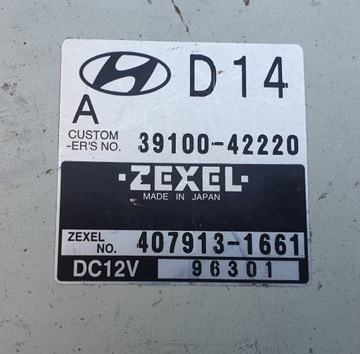 D14
A
CUSTOM
-ER'S NO. 39100-42220
·ZEXEL·
MADE IN JAPAN
ZEXEL
NO. 407913-1661
DC12V 96301